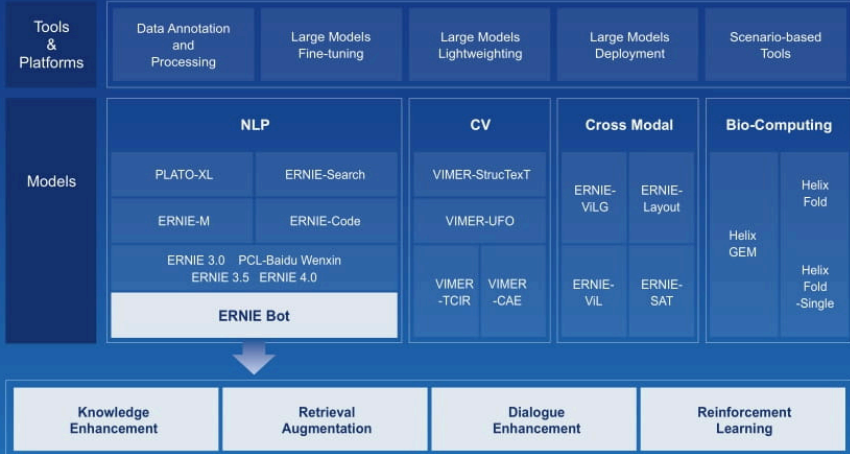 Tools
&
Platforms
Data Annotation
and
Processing
Large Models
Fine-tuning
Large Models
Lightweighting
Large Models
Deployment
Scenario-based
Tools
Models
NLP
PLATO-XL
ERNIE-Search
ERNIE-M
ERNIE-Code
ERNIE 3.0 PCL-Baidu Wenxin
ERNIE 3.5 ERNIE 4.0
ERNIE Bot
CV
VIMER-StrucTexT
VIMER-UFO
VIMER
-TCIR
VIMER
-CAE
Cross Modal
ERNIE-
ViLG
ERNIE-
Layout
ERNIE-
ViL
ERNIE-
SAT
Bio-Computing
Helix
GEM
Helix
Fold
Helix
Fold
-Single
Knowledge
Enhancement
Retrieval
Augmentation
Dialogue
Enhancement
Reinforcement
Learning